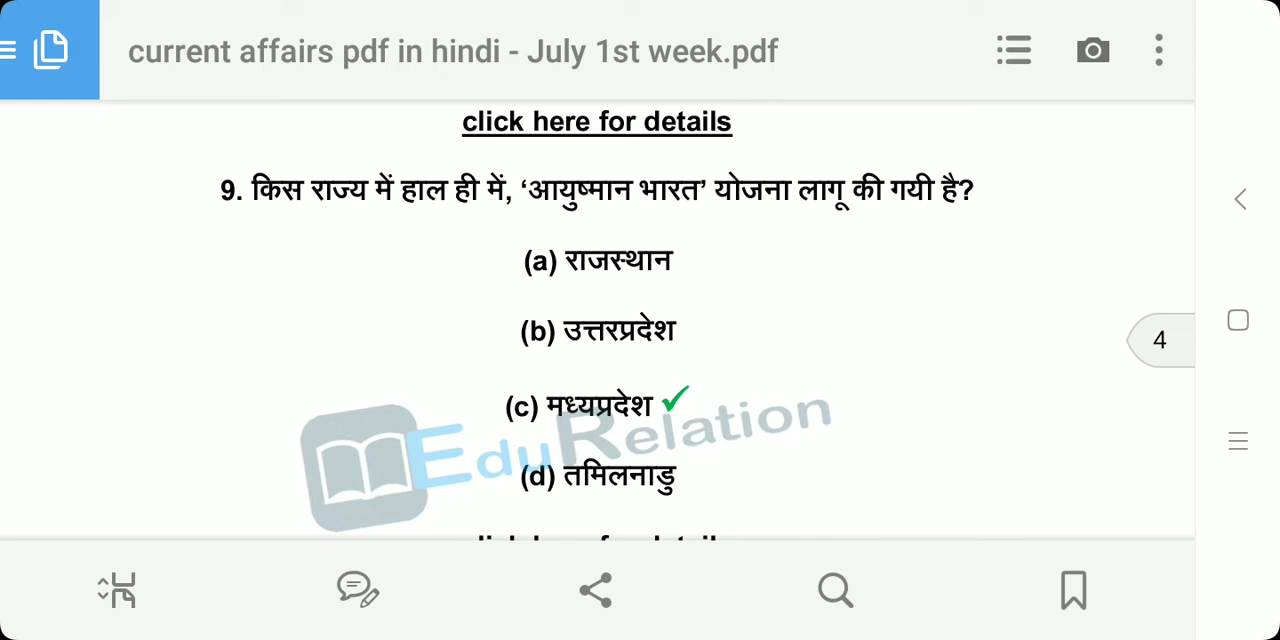 current affairs pdf in hindi - July 1st week.pdf
click here for details
9. किस राज्य में हाल ही में, ‘आयुष्मान भारत’ योजना लागू की गयी है?
(a) राजस्थान
(b) उत्तरप्रदेश
4
(c) मध्यप्रदेश ✓
EduRelation
(d) तमिलनाडु